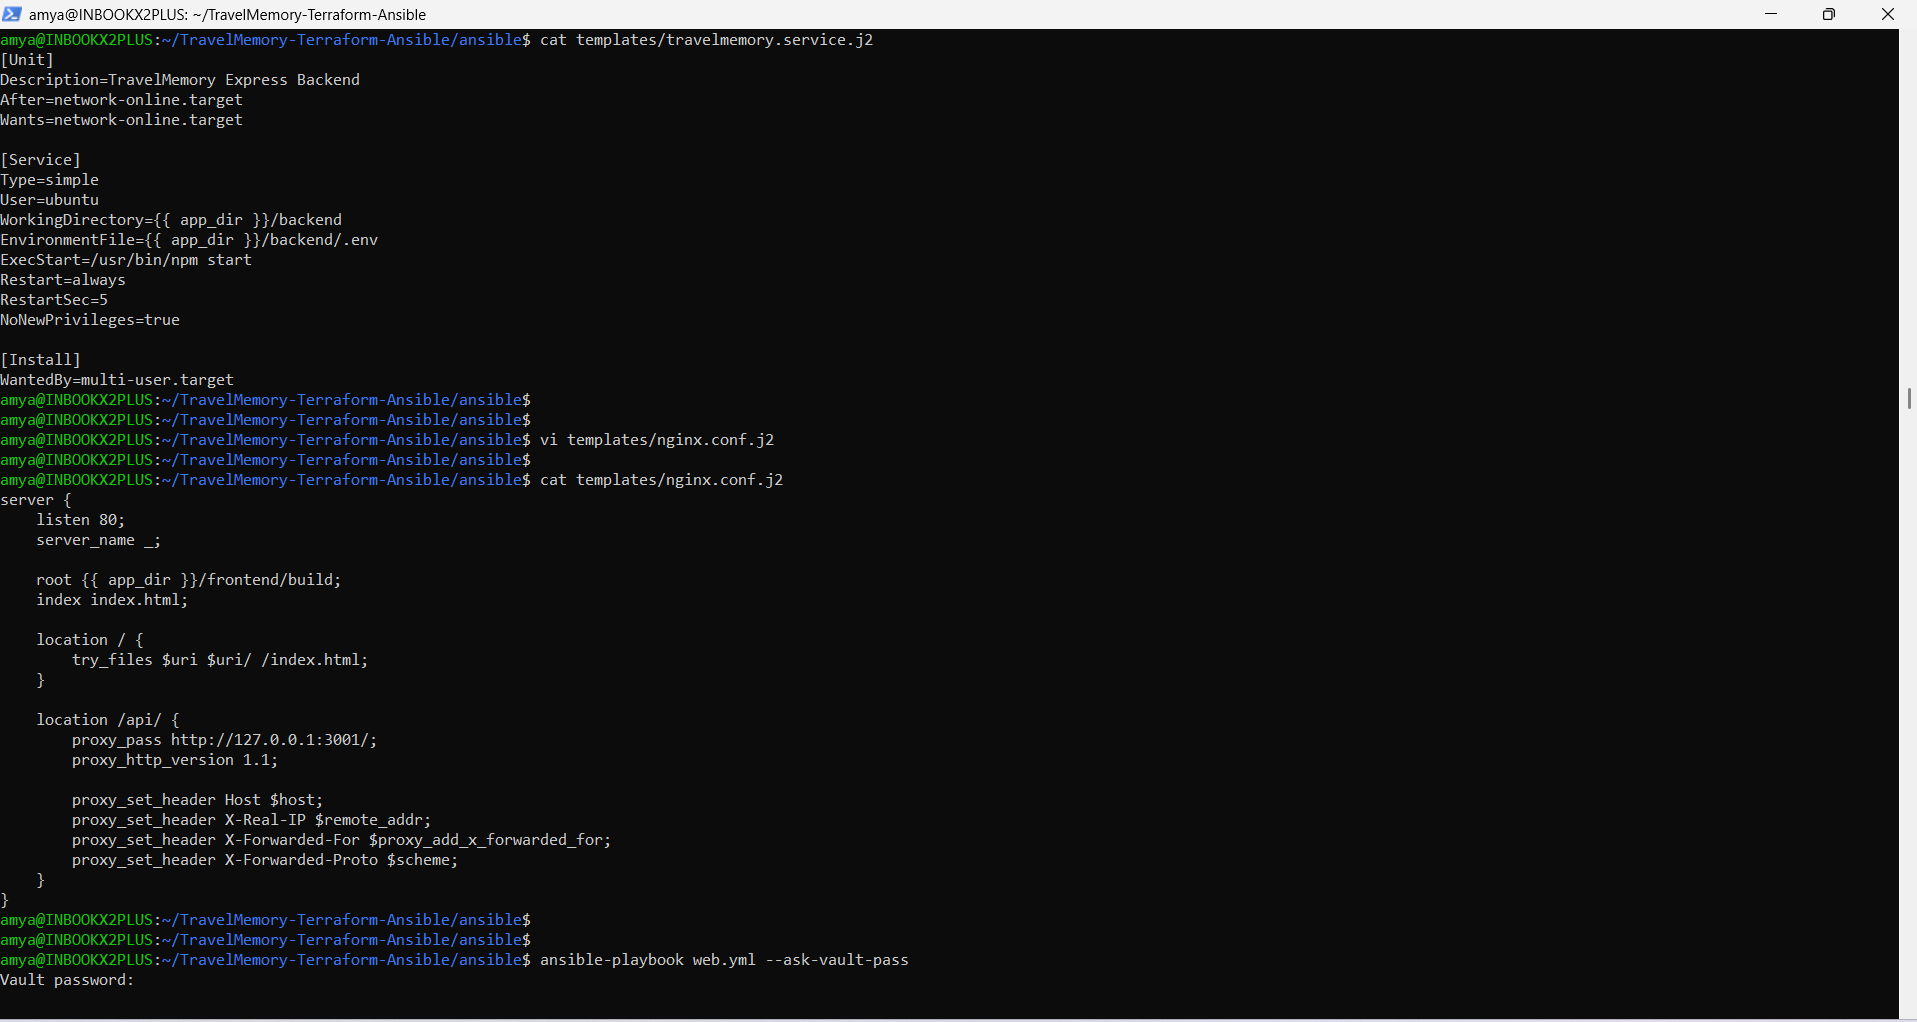 amya@INBOOKX2PLUS: ~/TravelMemory-Terraform-Ansible
amya@INBOOKX2PLUS:~/TravelMemory-Terraform-Ansible/ansible$ cat templates/travelmemory.service.j2
[Unit]
Description=TravelMemory Express Backend
After=network-online.target
Wants=network-online.target

[Service]
Type=simple
User=ubuntu
WorkingDirectory={{ app_dir }}/backend
EnvironmentFile={{ app_dir }}/backend/.env
ExecStart=/usr/bin/npm start
Restart=always
RestartSec=5
NoNewPrivileges=true

[Install]
WantedBy=multi-user.target
amya@INBOOKX2PLUS:~/TravelMemory-Terraform-Ansible/ansible$
amya@INBOOKX2PLUS:~/TravelMemory-Terraform-Ansible/ansible$
amya@INBOOKX2PLUS:~/TravelMemory-Terraform-Ansible/ansible$ vi templates/nginx.conf.j2
amya@INBOOKX2PLUS:~/TravelMemory-Terraform-Ansible/ansible$
amya@INBOOKX2PLUS:~/TravelMemory-Terraform-Ansible/ansible$ cat templates/nginx.conf.j2
server {
    listen 80;
    server_name _;

    root {{ app_dir }}/frontend/build;
    index index.html;

    location / {
        try_files $uri $uri/ /index.html;
    }

    location /api/ {
        proxy_pass http://127.0.0.1:3001/;
        proxy_http_version 1.1;

        proxy_set_header Host $host;
        proxy_set_header X-Real-IP $remote_addr;
        proxy_set_header X-Forwarded-For $proxy_add_x_forwarded_for;
        proxy_set_header X-Forwarded-Proto $scheme;
    }
}
amya@INBOOKX2PLUS:~/TravelMemory-Terraform-Ansible/ansible$
amya@INBOOKX2PLUS:~/TravelMemory-Terraform-Ansible/ansible$
amya@INBOOKX2PLUS:~/TravelMemory-Terraform-Ansible/ansible$ ansible-playbook web.yml --ask-vault-pass
Vault password: